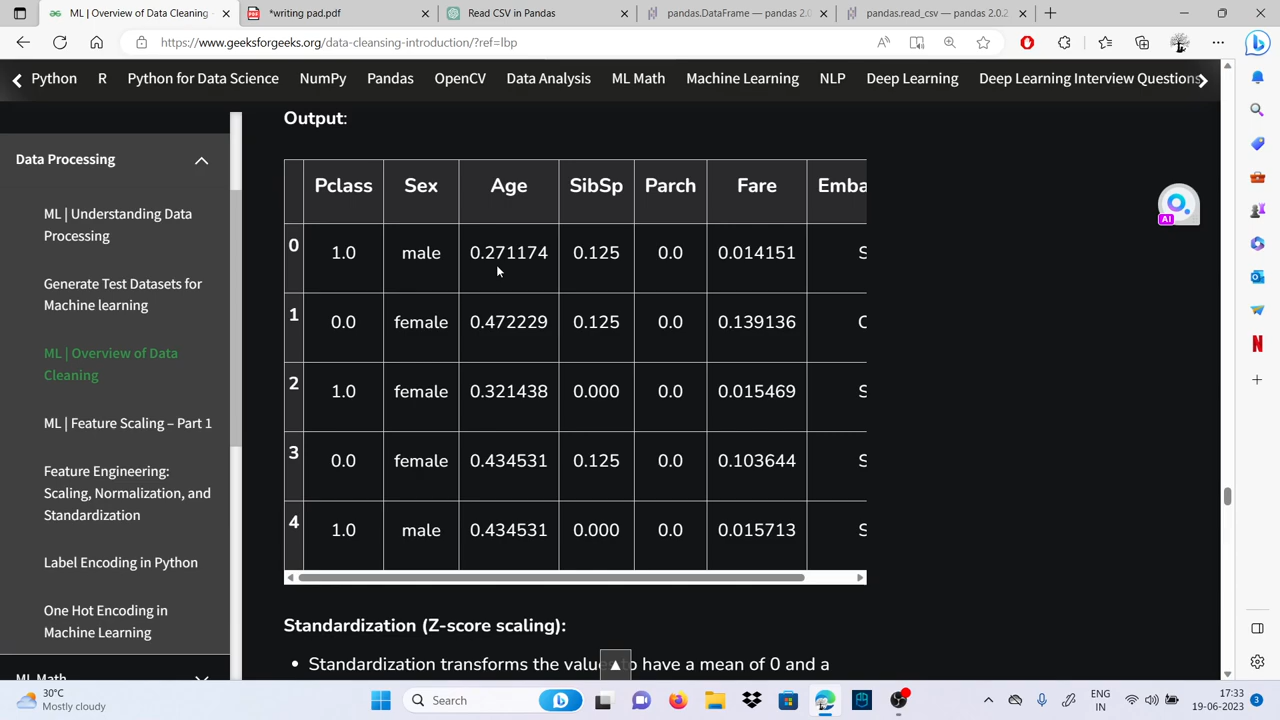 ML | Overview of Data Cleaning
*writing pad.pdf
Read CSV in Pandas
pandas.DataFrame — pandas 2.0
pandas.read_csv — pandas 2.0.2
https://www.geeksforgeeks.org/data-cleansing-introduction/?ref=lbp
Python R Python for Data Science NumPy Pandas OpenCV Data Analysis ML Math Machine Learning NLP Deep Learning Deep Learning Interview Questions
Data Processing
ML | Understanding Data
Processing
Generate Test Datasets for
Machine learning
ML | Overview of Data
Cleaning
ML | Feature Scaling – Part 1
Feature Engineering:
Scaling, Normalization, and
Standardization
Label Encoding in Python
One Hot Encoding in
Machine Learning
ML Math
Output:
Pclass Sex Age SibSp Parch Fare Emba
0 1.0 male 0.271174 0.125 0.0 0.014151 S
1 0.0 female 0.472229 0.125 0.0 0.139136 C
2 1.0 female 0.321438 0.000 0.0 0.015469 S
3 0.0 female 0.434531 0.125 0.0 0.103644 S
4 1.0 male 0.434531 0.000 0.0 0.015713 S
Standardization (Z-score scaling):
• Standardization transforms the values to have a mean of 0 and a
AI
30°C
Mostly cloudy
Search
ENG
IN
17:33
19-06-2023
3